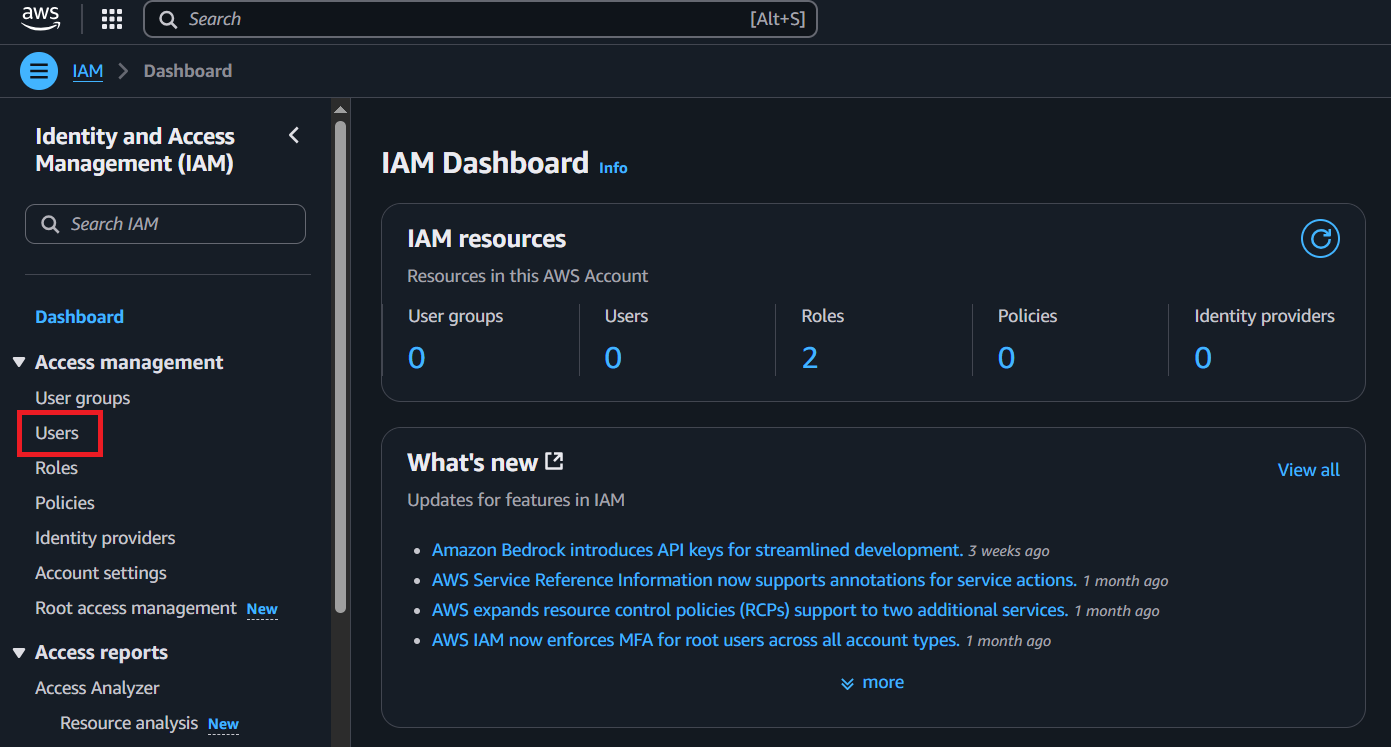 aws
Search [Alt+S]
IAM Dashboard
Identity and Access
Management (IAM)
Search IAM
Dashboard
Access management
User groups
Users
Roles
Policies
Identity providers
Account settings
Root access management New
Access reports
Access Analyzer
Resource analysis New
IAM Dashboard Info
IAM resources
Resources in this AWS Account
User groups Users Roles Policies Identity providers
0 0 2 0 0
What's new
View all
Updates for features in IAM
Amazon Bedrock introduces API keys for streamlined development. 3 weeks ago
AWS Service Reference Information now supports annotations for service actions. 1 month ago
AWS expands resource control policies (RCPs) support to two additional services. 1 month ago
AWS IAM now enforces MFA for root users across all account types. 1 month ago
more